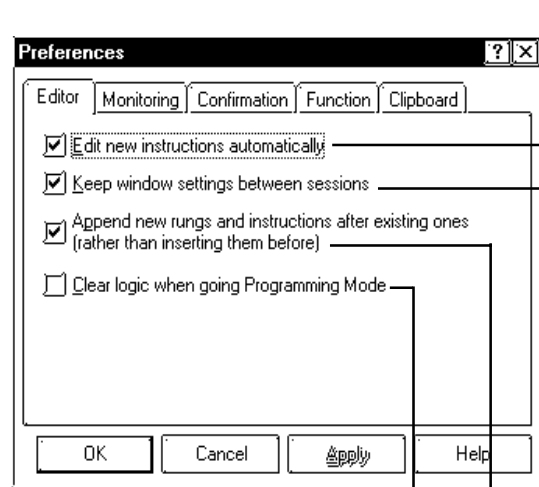 Preferences ? X
Editor Monitoring Confirmation Function Clipboard
Edit new instructions automatically
Keep window settings between sessions
Append new rungs and instructions after existing ones
(rather than inserting them before)
Clear logic when going Programming Mode
OK Cancel Apply Help